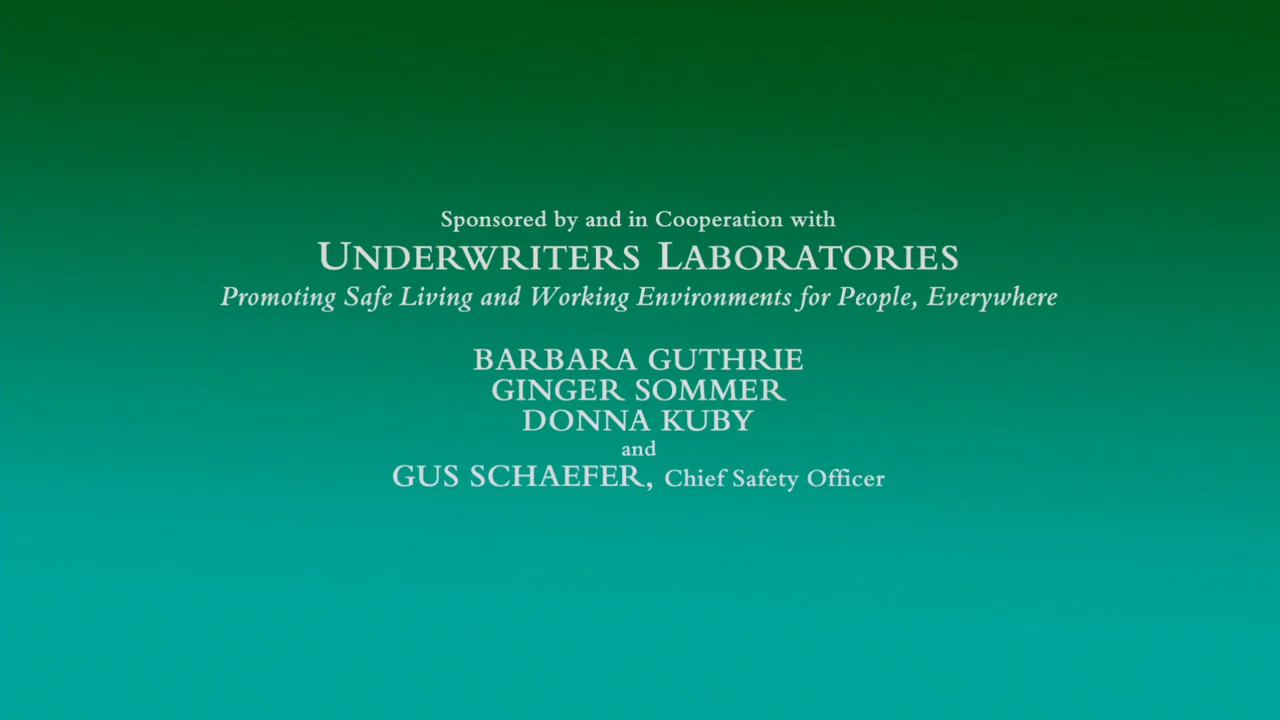 Sponsored by and in Cooperation with
UNDERWRITERS LABORATORIES
Promoting Safe Living and Working Environments for People, Everywhere
BARBARA GUTHRIE
GINGER SOMMER
DONNA KUBY
and
GUS SCHAEFER, Chief Safety Officer